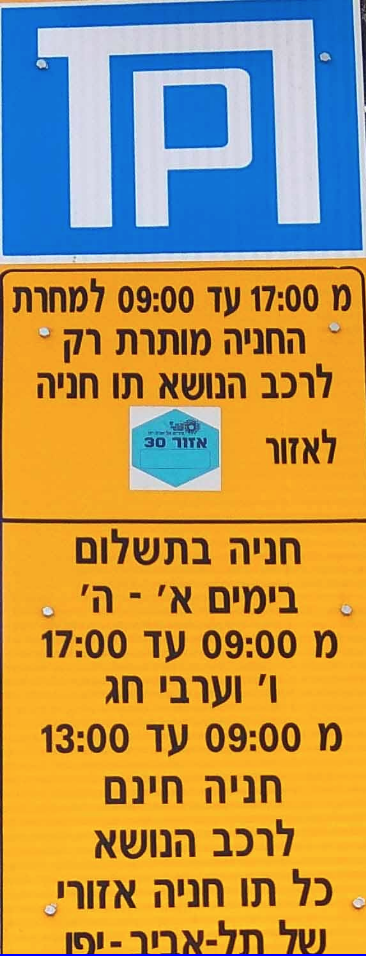 P
מ 17:00 עד 09:00 למחרת
החניה מותרת רק
לרכב הנושא תו חניה
לאזור
אזור 30
חניה בתשלום
בימים א' - ה'
מ 09:00 עד 17:00
ו' וערבי חג
מ 09:00 עד 13:00
חניה חינם
לרכב הנושא
כל תו חניה אזורי
של תל-אביב-יפו